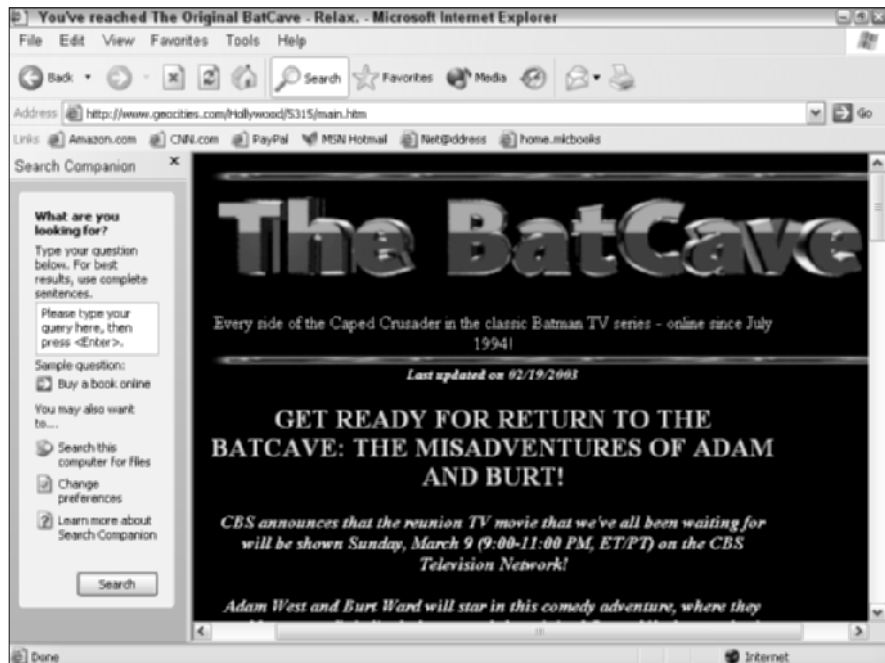 You've reached The Original BatCave - Relax. - Microsoft Internet Explorer
File Edit View Favorites Tools Help
Back Search Favorites Media
Address http://www.geocities.com/Hollywood/5315/main.htm Go
Links Amazon.com CNN.com PayPal MSN Hotmail Net@ddress home.micbooks
Search Companion
What are you
looking for?
Type your question
below. For best
results, use complete
sentences.
Please type your
query here, then
press <Enter>.
Sample question:
Buy a book online
You may also want
to....
Search this
computer for files
Change
preferences
Learn more about
Search Companion
Search
The BatCave
Every side of the Caped Crusader in the classic Batman TV series - online since July
1994!
Last updated on 02/19/2003
GET READY FOR RETURN TO THE
BATCAVE: THE MISADVENTURES OF ADAM
AND BURT!
CBS announces that the reunion TV movie that we've all been waiting for
will be shown Sunday, March 9 (9:00-11:00 PM, ET/PT) on the CBS
Television Network!
Adam West and Burt Ward will star in this comedy adventure, where they
Done Internet